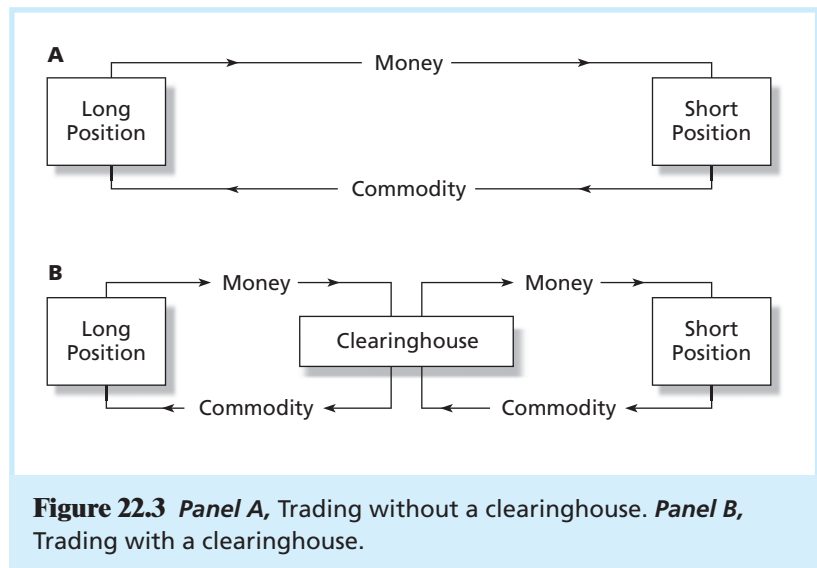 A
Money
Long
Position
Short
Position
Commodity
B
Money
Money
Long
Position
Clearinghouse
Short
Position
Commodity
Commodity
Figure 22.3 Panel A, Trading without a clearinghouse. Panel B,
Trading with a clearinghouse.